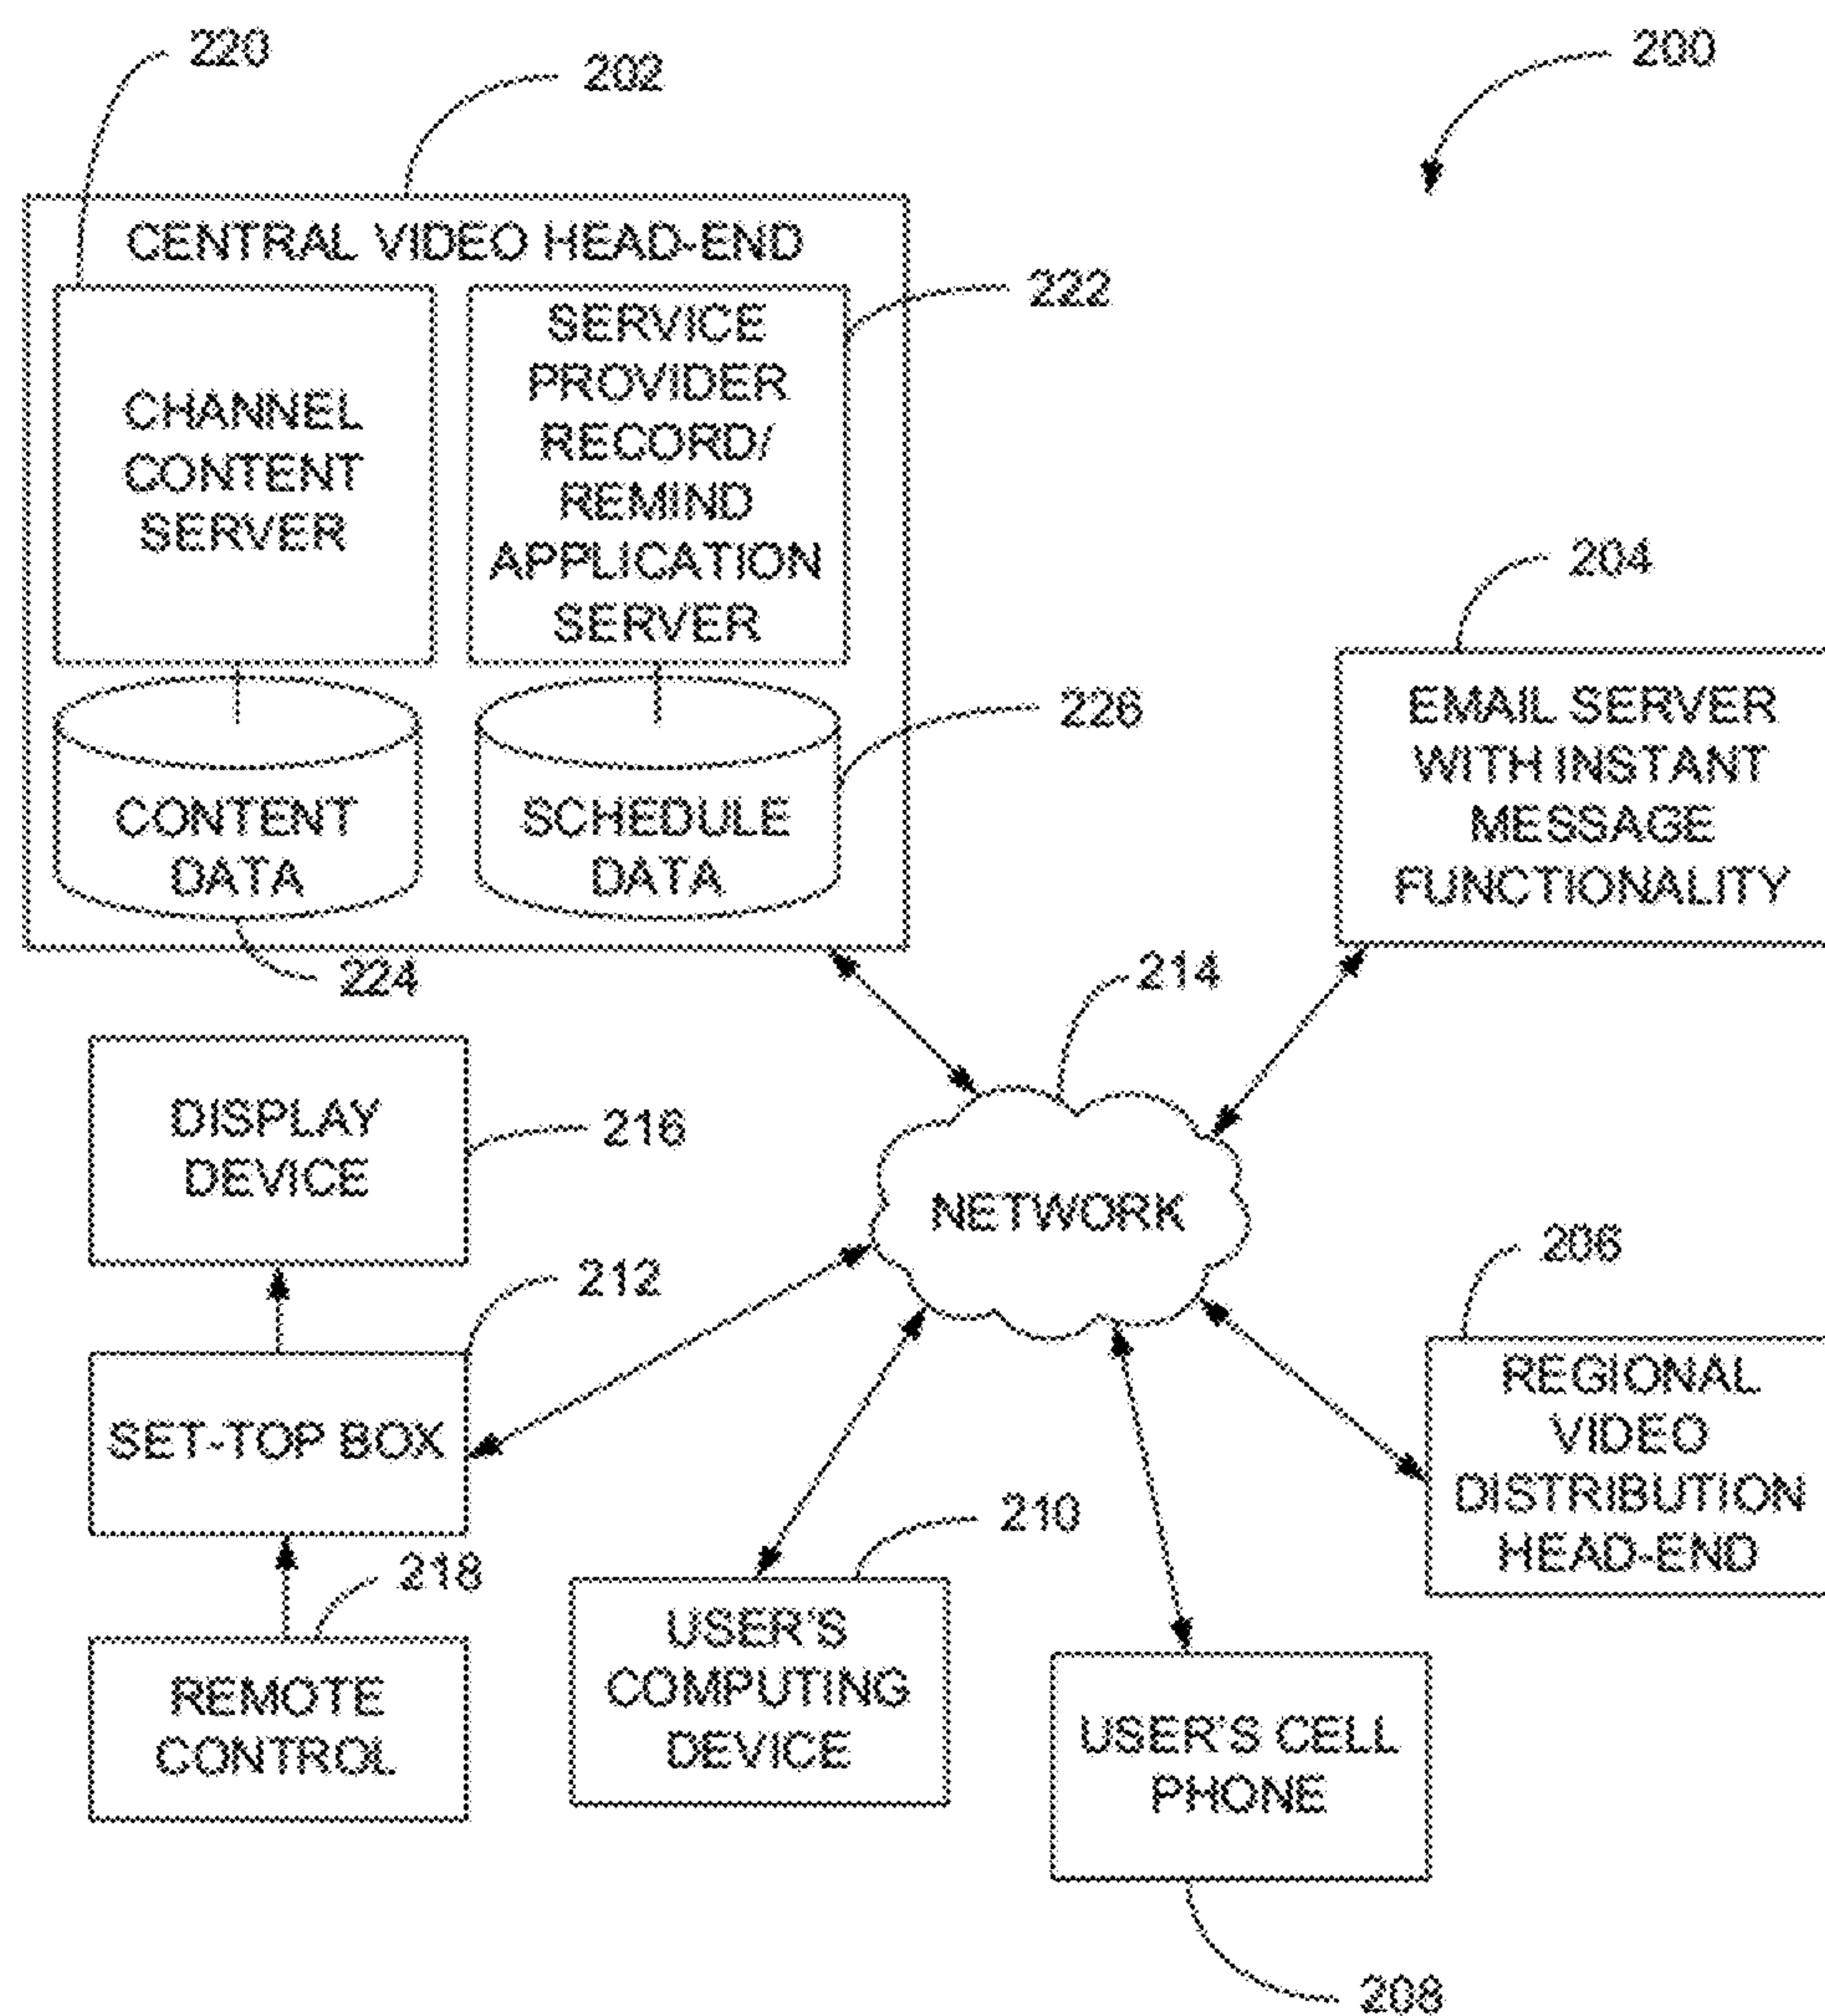 220
202
200
CENTRAL VIDEO HEAD-END
222
CHANNEL
CONTENT
SERVER
SERVICE
PROVIDER
RECORD/
REMIND
APPLICATION
SERVER
204
226
CONTENT
DATA
SCHEDULE
DATA
EMAIL SERVER
WITH INSTANT
MESSAGE
FUNCTIONALITY
224
214
DISPLAY
DEVICE
216
NETWORK
212
206
SET-TOP BOX
REGIONAL
VIDEO
DISTRIBUTION
HEAD-END
218
210
REMOTE
CONTROL
USER'S
COMPUTING
DEVICE
USER'S CELL
PHONE
208